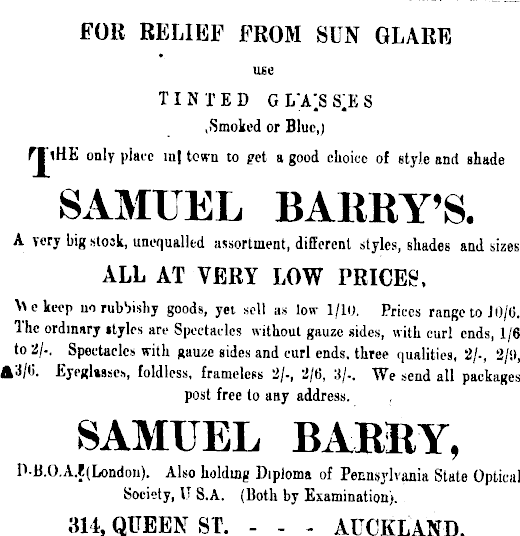 FOR RELIEF FROM SUN GLARE
use
TINTED GLASSES
(Smoked or Blue,)
THE only place in town to get a good choice of style and shade
SAMUEL BARRY'S.
A very big stock, unequalled assortment, different styles, shades and sizes
ALL AT VERY LOW PRICES.
We keep no rubbishy goods, yet sell as low 1/10. Prices range to 10/6.
The ordinary styles are Spectacles without gauze sides, with curl ends, 1/6
to 2/-. Spectacles with gauze sides and curl ends, three qualities, 2/-, 2/9,
3/6. Eyeglasses, foldless, frameless 2/-, 2/6, 3/-. We send all packages
post free to any address.
SAMUEL BARRY,
D.B.O.A. (London). Also holding Diploma of Pennsylvania State Optical
Society, U S.A. (Both by Examination).
314, QUEEN ST. - - - AUCKLAND.